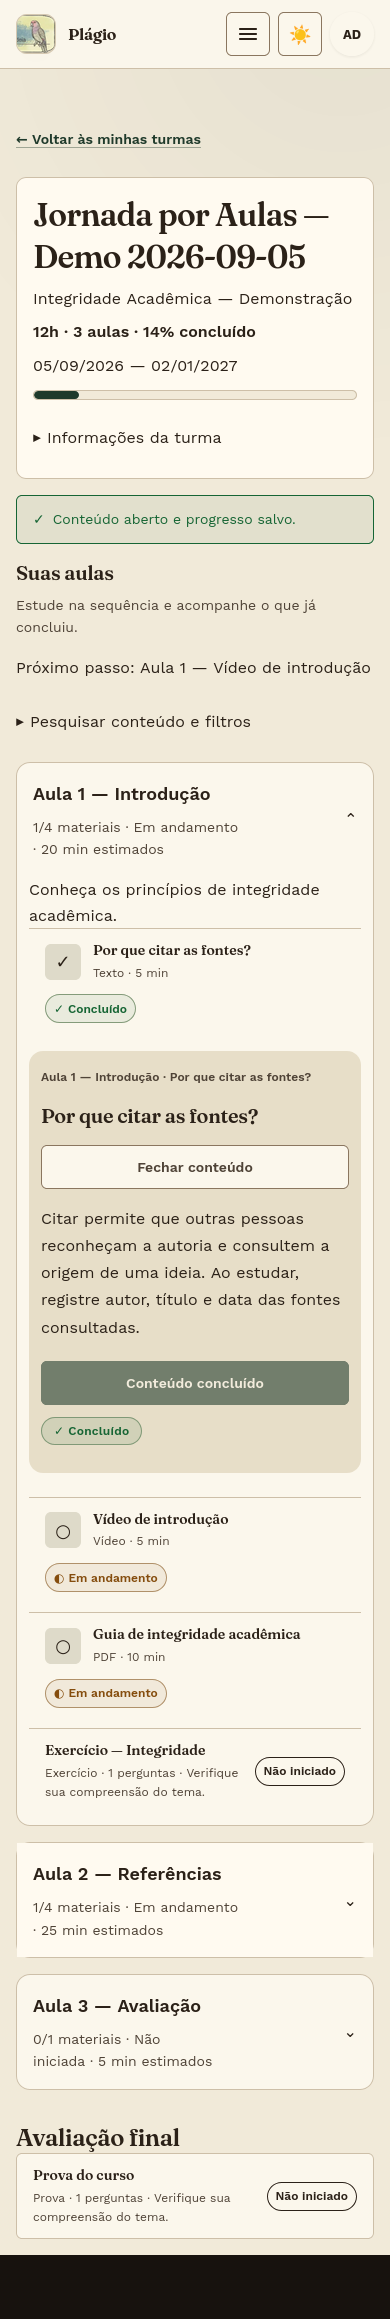 Plágio
AD
← Voltar às minhas turmas
Jornada por Aulas —
Demo 2026-09-05
Integridade Acadêmica — Demonstração
12h · 3 aulas · 14% concluído
05/09/2026 — 02/01/2027
▸ Informações da turma
✓ Conteúdo aberto e progresso salvo.
Suas aulas
Estude na sequência e acompanhe o que já
concluiu.
Próximo passo: Aula 1 — Vídeo de introdução
▸ Pesquisar conteúdo e filtros
Aula 1 — Introdução
1/4 materiais · Em andamento
· 20 min estimados
Conheça os princípios de integridade
acadêmica.
✓ Por que citar as fontes?
Texto · 5 min
✓ Concluído
Aula 1 — Introdução · Por que citar as fontes?
Por que citar as fontes?
Fechar conteúdo
Citar permite que outras pessoas
reconheçam a autoria e consultem a
origem de uma ideia. Ao estudar,
registre autor, título e data das fontes
consultadas.
Conteúdo concluído
✓ Concluído
○ Vídeo de introdução
Vídeo · 5 min
◐ Em andamento
○ Guia de integridade acadêmica
PDF · 10 min
◐ Em andamento
Exercício — Integridade
Exercício · 1 perguntas · Verifique
sua compreensão do tema.
Não iniciado
Aula 2 — Referências
1/4 materiais · Em andamento
· 25 min estimados
Aula 3 — Avaliação
0/1 materiais · Não
iniciada · 5 min estimados
Avaliação final
Prova do curso
Prova · 1 perguntas · Verifique sua
compreensão do tema.
Não iniciado